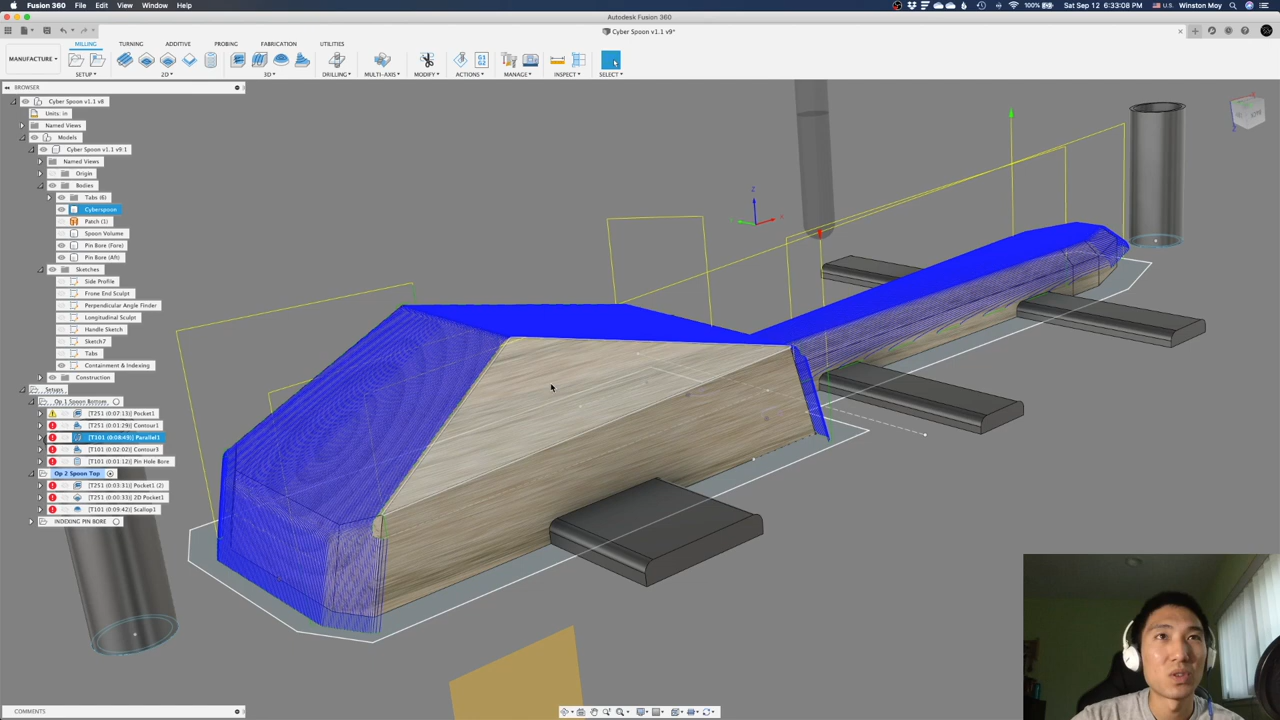 Fusion 360 File Edit View Window Help
100% Sat Sep 12 6:33:08 PM U.S. Winston Moy
Autodesk Fusion 360
Cyber Spoon v1.1 v9*
MILLING TURNING ADDITIVE PROBING FABRICATION UTILITIES
MANUFACTURE
G1
G2
SETUP 2D 3D DRILLING MULTI-AXIS MODIFY ACTIONS MANAGE INSPECT SELECT
BROWSER
Cyber Spoon v1.1 v8
Units: in
Named Views
Models
Cyber Spoon v1.1 v9:1
Named Views
Origin
Bodies
Tabs (6)
Cyberspoon
Patch (1)
Spoon Volume
Pin Bore (Fore)
Pin Bore (Aft)
Sketches
Side Profile
Frone End Sculpt
Perpendicular Angle Finder
Longitudinal Sculpt
Handle Sketch
Sketch7
Tabs
Containment & Indexing
Construction
Setups
Op 1 Spoon Bottom
[T251 (0:07:13)] Pocket1
[T251 (0:01:29)] Contour1
[T101 (0:08:49)] Parallel1
[T101 (0:02:02)] Contour3
[T101 (0:01:12)] Pin Hole Bore
Op 2 Spoon Top
[T251 (0:03:31)] Pocket1 (2)
[T251 (0:00:33)] 2D Pocket1
[T101 (0:09:42)] Scallop1
INDEXING PIN BORE
Z
COMMENTS